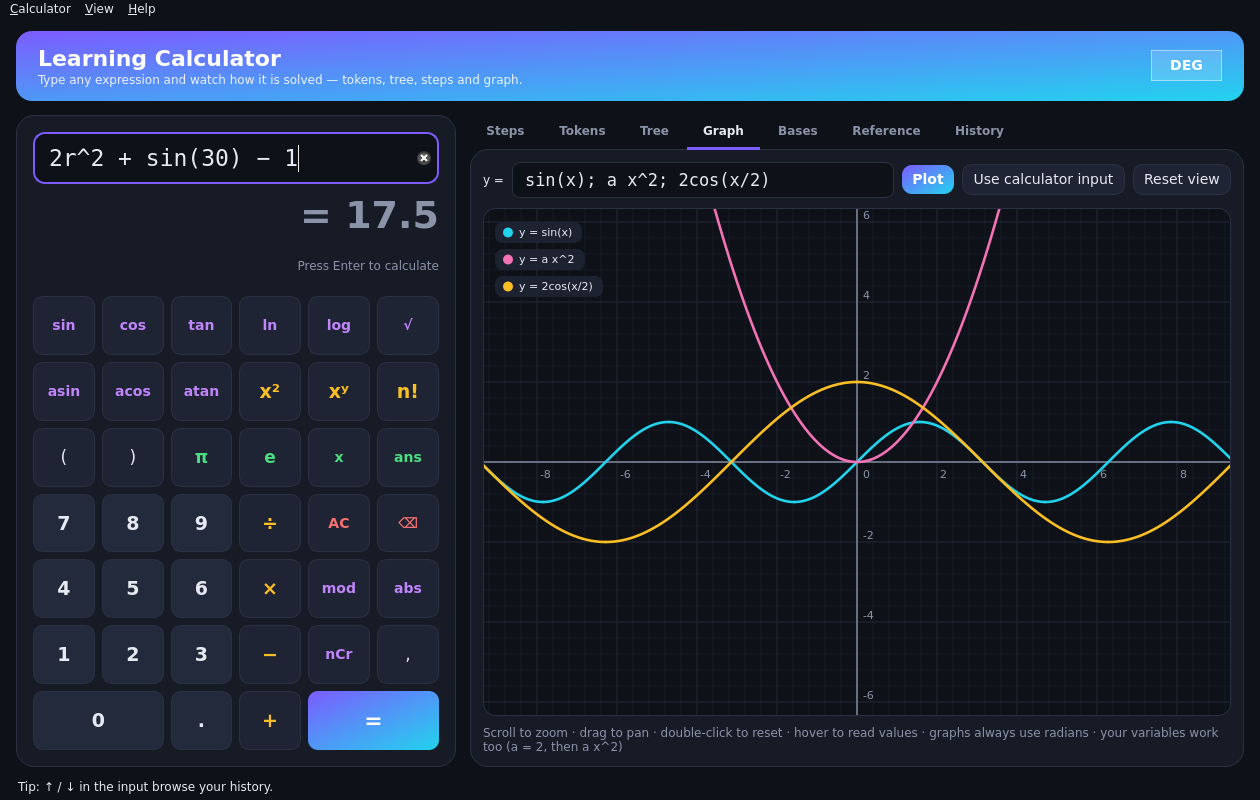 Calculator View Help
Learning Calculator
Type any expression and watch how it is solved — tokens, tree, steps and graph.
DEG
2r^2 + sin(30) − 1
= 17.5
Press Enter to calculate
sin cos tan ln log √
asin acos atan x² xʸ n!
( ) π e x ans
7 8 9 ÷ AC ⌫
4 5 6 × mod abs
1 2 3 − nCr ,
0 . + =
Steps Tokens Tree Graph Bases Reference History
y = sin(x); a x^2; 2cos(x/2) Plot Use calculator input Reset view
y = sin(x)
y = a x^2
y = 2cos(x/2)
6
4
2
-8 -6 -4 -2 0 2 4 6 8
-2
-4
-6
Scroll to zoom · drag to pan · double-click to reset · hover to read values · graphs always use radians · your variables work
too (a = 2, then a x^2)
Tip: ↑ / ↓ in the input browse your history.